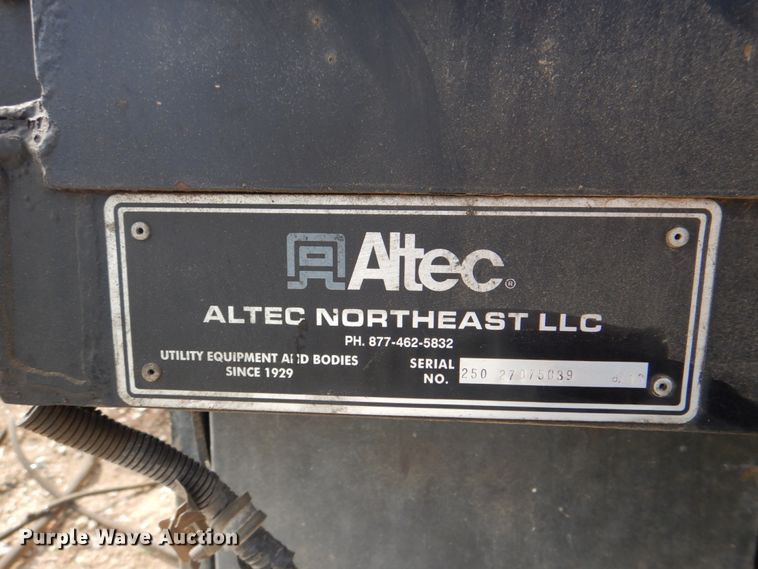 Altec®
ALTEC NORTHEAST LLC
PH. 877-462-5832
UTILITY EQUIPMENT AND BODIES
SINCE 1929
SERIAL
NO.
250
Purple Wave Auction